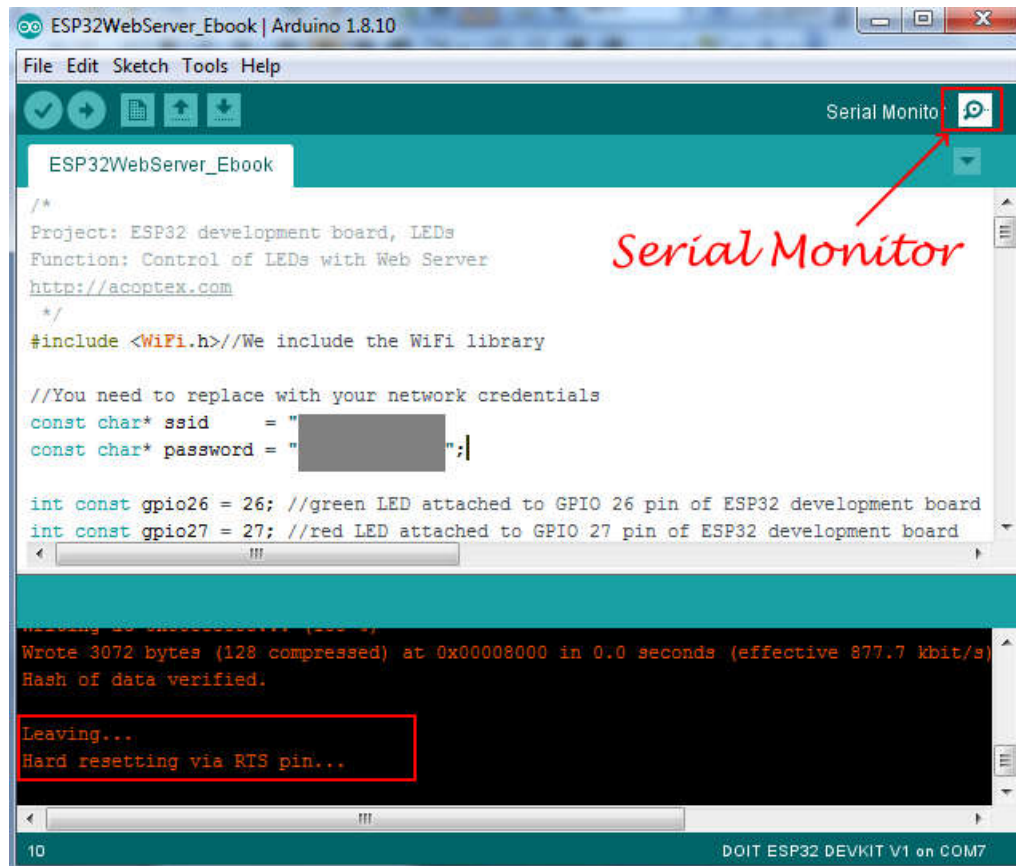 ESP32WebServer_Ebook | Arduino 1.8.10
File Edit Sketch Tools Help
Serial Monitor
ESP32WebServer_Ebook
Serial Monitor
/*
Project: ESP32 development board, LEDs
Function: Control of LEDs with Web Server
http://acoptex.com
*/
#include <WiFi.h>//We include the WiFi library
//You need to replace with your network credentials
const char* ssid = "
const char* password = " ";
int const gpio26 = 26; //green LED attached to GPIO 26 pin of ESP32 development board
int const gpio27 = 27; //red LED attached to GPIO 27 pin of ESP32 development board
Wrote 3072 bytes (128 compressed) at 0x00008000 in 0.0 seconds (effective 877.7 kbit/s)
Hash of data verified.
Leaving...
Hard resetting via RTS pin...
10
DOIT ESP32 DEVKIT V1 on COM7